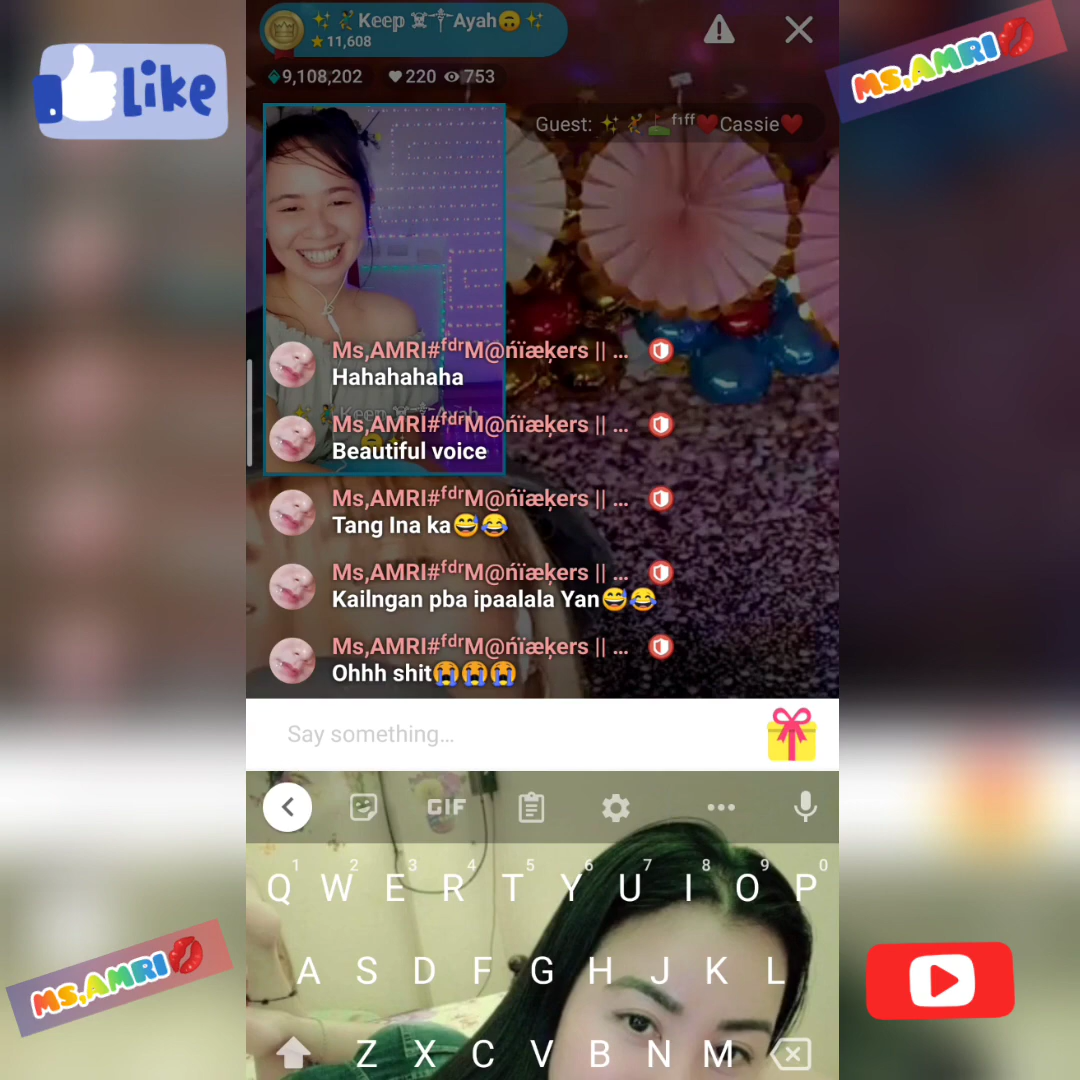 Like
MS,AMRI💋
✨💃Keep ☠️༒Ayah🙃✨
⭐11,608
9,108,202 ♥220 753
Guest: ✨💃⛳ᶠ¹ᶠᶠ❤️Cassie❤️
Ms,AMRI#ᶠᵈʳM@ńïæķers || ...
Hahahahaha
Ms,AMRI#ᶠᵈʳM@ńïæķers || ...
Beautiful voice
Ms,AMRI#ᶠᵈʳM@ńïæķers || ...
Tang Ina ka😅😂
Ms,AMRI#ᶠᵈʳM@ńïæķers || ...
Kailngan pba ipaalala Yan😅😂
Ms,AMRI#ᶠᵈʳM@ńïæķers || ...
Ohhh shit😭😭😭
Say something...
GIF
1 2 3 4 5 6 7 8 9 0
Q W E R T Y U I O P
A S D F G H J K L
Z X C V B N M
MS,AMRI💋